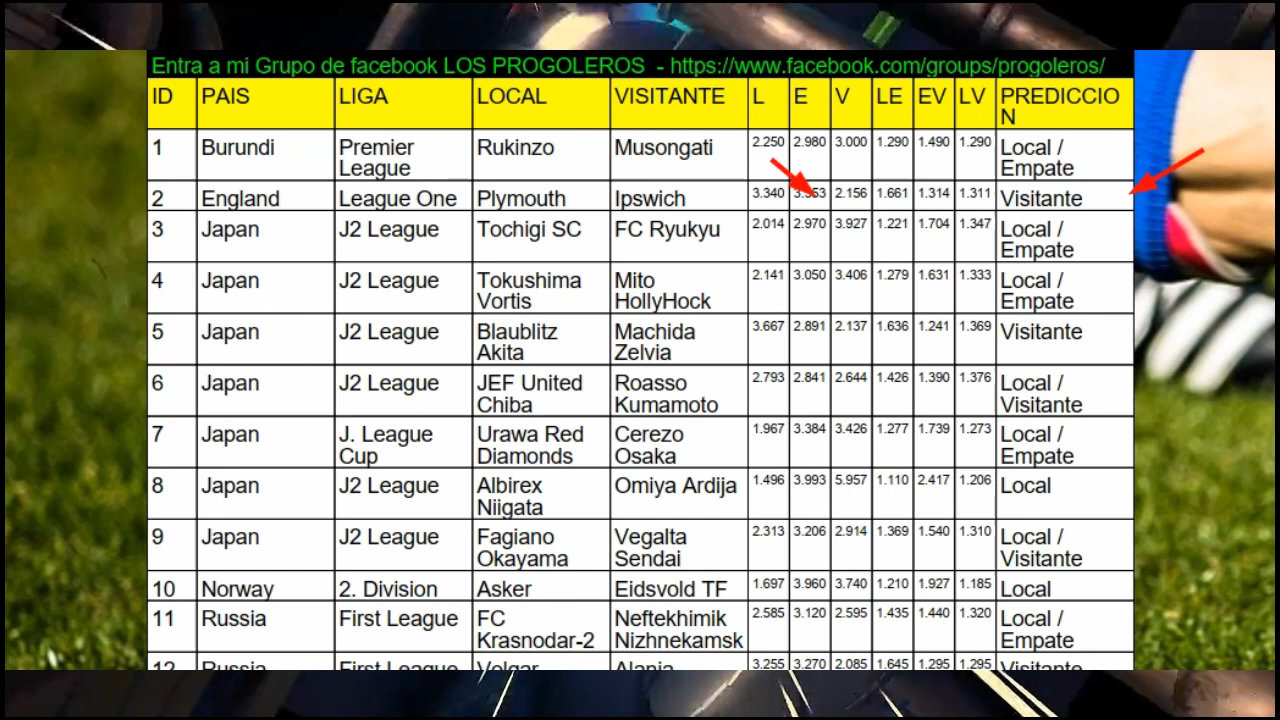 Entra a mi Grupo de facebook LOS PROGOLEROS - https://www.facebook.com/groups/progoleros/
ID PAIS LIGA LOCAL VISITANTE L E V LE EV LV PREDICCIO
N
1 Burundi Premier Rukinzo Musongati 2.250 2.980 3.000 1.290 1.490 1.290 Local /
League Empate
2 England League One Plymouth Ipswich 3.340 2.156 1.661 1.314 1.311 Visitante
3 Japan J2 League Tochigi SC FC Ryukyu 2.014 2.970 3.927 1.221 1.704 1.347 Local /
Empate
4 Japan J2 League Tokushima Mito 2.141 3.050 3.406 1.279 1.631 1.333 Local /
Vortis HollyHock Empate
5 Japan J2 League Blaublitz Machida 3.667 2.891 2.137 1.636 1.241 1.369 Visitante
Akita Zelvia
6 Japan J2 League JEF United Roasso 2.793 2.841 2.644 1.426 1.390 1.376 Local /
Chiba Kumamoto Visitante
7 Japan J. League Urawa Red Cerezo 1.967 3.384 3.426 1.277 1.739 1.273 Local /
Cup Diamonds Osaka Empate
8 Japan J2 League Albirex Omiya Ardija 1.496 3.993 5.957 1.110 2.417 1.206 Local
Niigata
9 Japan J2 League Fagiano Vegalta 2.313 3.206 2.914 1.369 1.540 1.310 Local /
Okayama Sendai Visitante
10 Norway 2. Division Asker Eidsvold TF 1.697 3.960 3.740 1.210 1.927 1.185 Local
11 Russia First League FC Neftekhimik 2.585 3.120 2.595 1.435 1.440 1.320 Local /
Krasnodar-2 Nizhnekamsk Empate
12 Russia First League Volgar Alania 3.255 3.270 2.085 1.645 1.295 1.295 Visitante